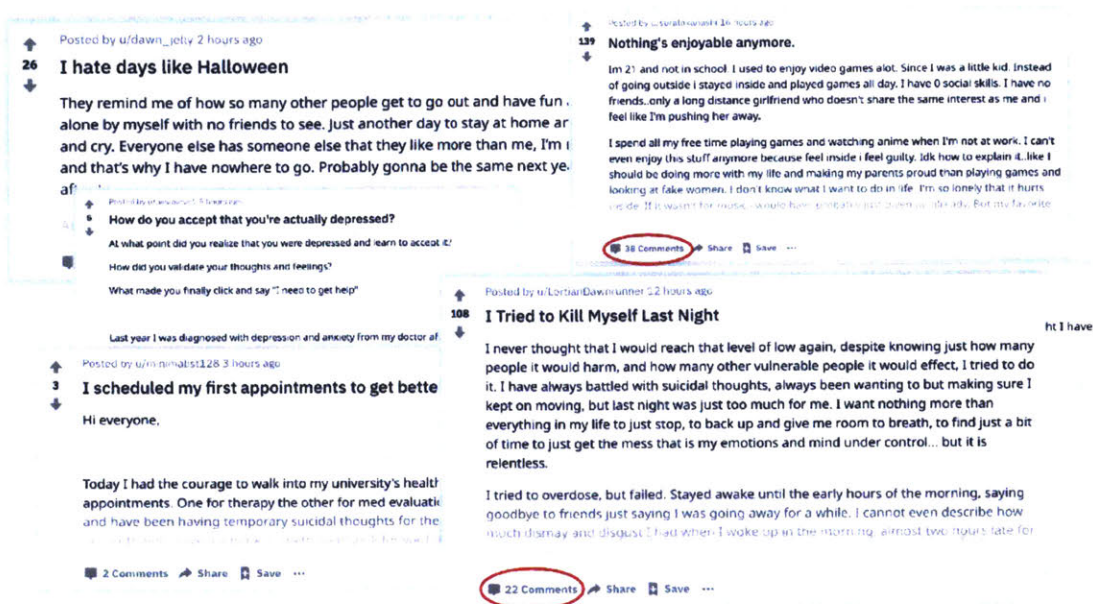 Posted by u/dawn_jelly 2 hours ago
26
I hate days like Halloween
They remind me of how so many other people get to go out and have fun
alone by myself with no friends to see. Just another day to stay at home ar
and cry. Everyone else has someone else that they like more than me, I'm
and that's why I have nowhere to go. Probably gonna be the same next ye
Posted by 16 hours ago
139
Nothing's enjoyable anymore.
Im 21 and not in school. I used to enjoy video games alot. Since I was a little kid. Instead
of going outside i stayed inside and played games all day. I have 0 social skills. I have no
friends..only a long distance girlfriend who doesn't share the same interest as me and i
feel like I'm pushing her away.
I spend all my free time playing games and watching anime when I'm not at work. I can't
even enjoy this stuff anymore because feel inside i feel guilty. Idk how to explain it..like I
should be doing more with my life and making my parents proud than playing games and
looking at fake women. I don't know what I want to do in life. I'm so lonely that it hurts
inside. If it wasn't for music, would have probably just given up already. But my favorite
38 Comments Share Save ...
6
How do you accept that you're actually depressed?
At what point did you realize that you were depressed and learn to accept it?
How did you validate your thoughts and feelings?
What made you finally click and say "I need to get help"
Last year I was diagnosed with depression and anxiety from my doctor af
Posted by u/minimalist128 3 hours ago
3
I scheduled my first appointments to get bette
Hi everyone,
Today I had the courage to walk into my university's healt
appointments. One for therapy the other for med evaluati
and have been having temporary suicidal thoughts for the
2 Comments Share Save ...
Posted by u/LortianDawnrunner 12 hours ago
108
I Tried to Kill Myself Last Night
ht I have
I never thought that I would reach that level of low again, despite knowing just how many
people it would harm, and how many other vulnerable people it would effect, I tried to do
it. I have always battled with suicidal thoughts, always been wanting to but making sure I
kept on moving, but last night was just too much for me. I want nothing more than
everything in my life to just stop, to back up and give me room to breath, to find just a bit
of time to just get the mess that is my emotions and mind under control... but it is
relentless.
I tried to overdose, but failed. Stayed awake until the early hours of the morning, saying
goodbye to friends just saying I was going away for a while. I cannot even describe how
much dismay and disgust I had when I woke up in the morning, almost two hours late for
22 Comments Share Save ...